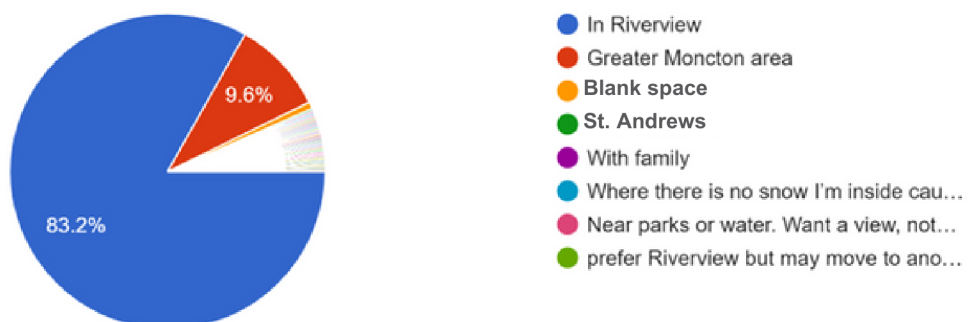 9.6%
83.2%
In Riverview
Greater Moncton area
Blank space
St. Andrews
With family
Where there is no snow I'm inside cau…
Near parks or water. Want a view, not…
prefer Riverview but may move to ano…